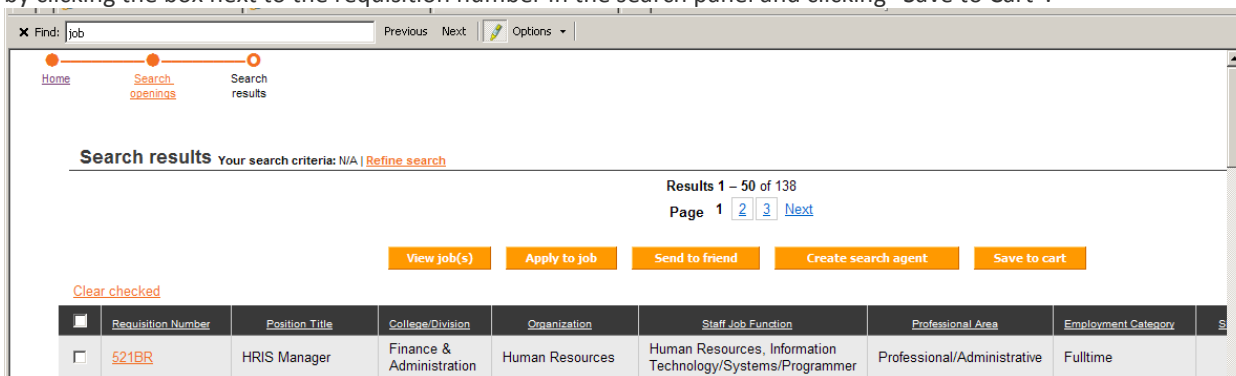 by clicking the box next to the requisition number in the search panel and clicking "Save to Cart".
Find: job Previous Next Options
Home Search openings Search results
Search results Your search criteria: N/A | Refine search
Results 1 – 50 of 138
Page 1 2 3 Next
View job(s) Apply to job Send to friend Create search agent Save to cart
Clear checked
Requisition Number Position Title College/Division Organization Staff Job Function Professional Area Employment Category
521BR HRIS Manager Finance & Administration Human Resources Human Resources, Information Technology/Systems/Programmer Professional/Administrative Fulltime